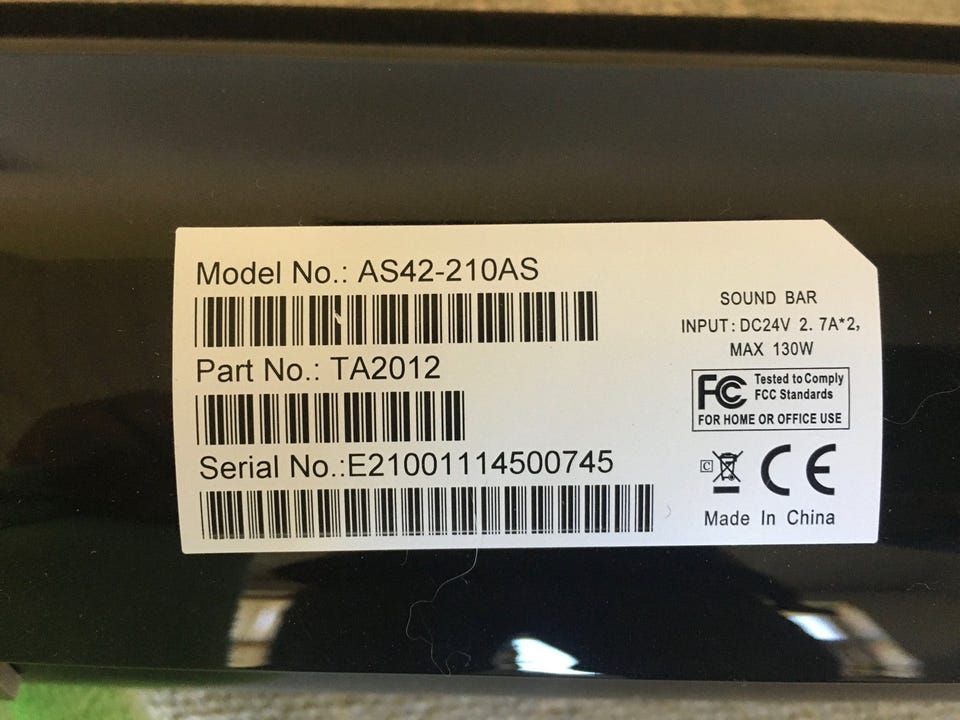 Model No.: AS42-210AS
Part No.: TA2012
Serial No.:E21001114500745
SOUND BAR
INPUT: DC24V 2. 7A*2,
MAX 130W
FC Tested to Comply
FCC Standards
FOR HOME OR OFFICE USE
C CE
Made In China